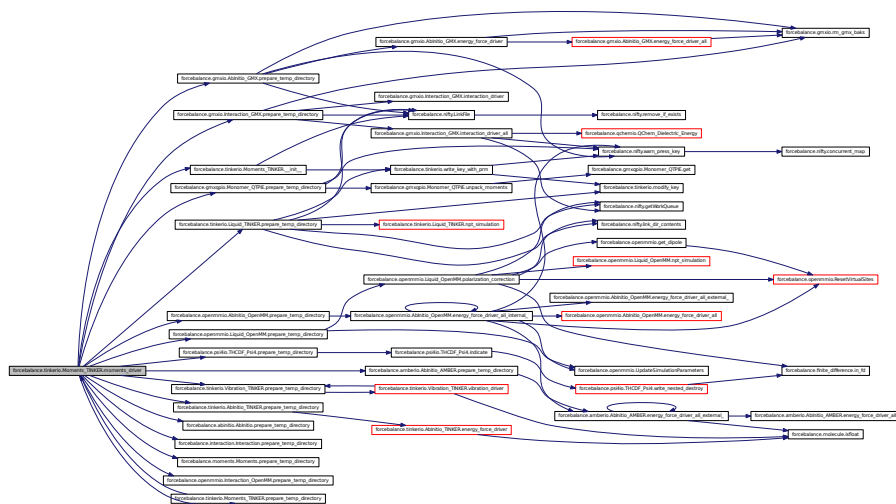 forcebalance.gmxio.rm_gmx_baks
forcebalance.gmxio.AbInitio_GMX.energy_force_driver
forcebalance.gmxio.AbInitio_GMX.energy_force_driver_all
forcebalance.gmxio.AbInitio_GMX.prepare_temp_directory
forcebalance.gmxio.Interaction_GMX.interaction_driver
forcebalance.gmxio.Interaction_GMX.prepare_temp_directory
forcebalance.nifty.LinkFile
forcebalance.nifty.remove_if_exists
forcebalance.gmxio.Interaction_GMX.interaction_driver_all
forcebalance.qchemio.QChem_Dielectric_Energy
forcebalance.nifty.warn_press_key
forcebalance.nifty.concurrent_map
forcebalance.tinkerio.Moments_TINKER.__init__
forcebalance.tinkerio.write_key_with_prm
forcebalance.gmxqpio.Monomer_QTPIE.get
forcebalance.gmxqpio.Monomer_QTPIE.prepare_temp_directory
forcebalance.gmxqpio.Monomer_QTPIE.unpack_moments
forcebalance.tinkerio.modify_key
forcebalance.nifty.getWorkQueue
forcebalance.tinkerio.Liquid_TINKER.prepare_temp_directory
forcebalance.tinkerio.Liquid_TINKER.npt_simulation
forcebalance.nifty.link_dir_contents
forcebalance.openmmio.get_dipole
forcebalance.openmmio.Liquid_OpenMM.npt_simulation
forcebalance.openmmio.Liquid_OpenMM.polarization_correction
forcebalance.openmmio.ResetVirtualSites
forcebalance.openmmio.AbInitio_OpenMM.energy_force_driver_all_external_
forcebalance.openmmio.AbInitio_OpenMM.prepare_temp_directory
forcebalance.openmmio.AbInitio_OpenMM.energy_force_driver_all_internal_
forcebalance.openmmio.AbInitio_OpenMM.energy_force_driver_all
forcebalance.openmmio.Liquid_OpenMM.prepare_temp_directory
forcebalance.psi4io.THCDF_Psi4.prepare_temp_directory
forcebalance.psi4io.THCDF_Psi4.indicate
forcebalance.tinkerio.Moments_TINKER.moments_driver
forcebalance.amberio.AbInitio_AMBER.prepare_temp_directory
forcebalance.openmmio.UpdateSimulationParameters
forcebalance.finite_difference.in_fd
forcebalance.tinkerio.Vibration_TINKER.prepare_temp_directory
forcebalance.tinkerio.Vibration_TINKER.vibration_driver
forcebalance.psi4io.THCDF_Psi4.write_nested_destroy
forcebalance.tinkerio.AbInitio_TINKER.prepare_temp_directory
forcebalance.amberio.AbInitio_AMBER.energy_force_driver_all_external_
forcebalance.amberio.AbInitio_AMBER.energy_force_driver_all
forcebalance.abinitio.AbInitio.prepare_temp_directory
forcebalance.tinkerio.AbInitio_TINKER.energy_force_driver
forcebalance.molecule.isfloat
forcebalance.interaction.Interaction.prepare_temp_directory
forcebalance.moments.Moments.prepare_temp_directory
forcebalance.openmmio.Interaction_OpenMM.prepare_temp_directory
forcebalance.tinkerio.Moments_TINKER.prepare_temp_directory